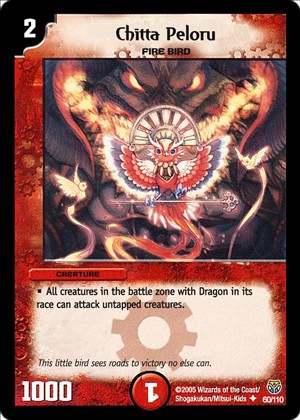 2
Chitta Peloru
FIRE BIRD
CREATURE
▪ All creatures in the battle zone with Dragon in its
race can attack untapped creatures.
This little bird sees roads to victory no else can.
1000
1
©2005 Wizards of the Coast/
Shogakukan/Mitsui-Kids ✦ 60/110